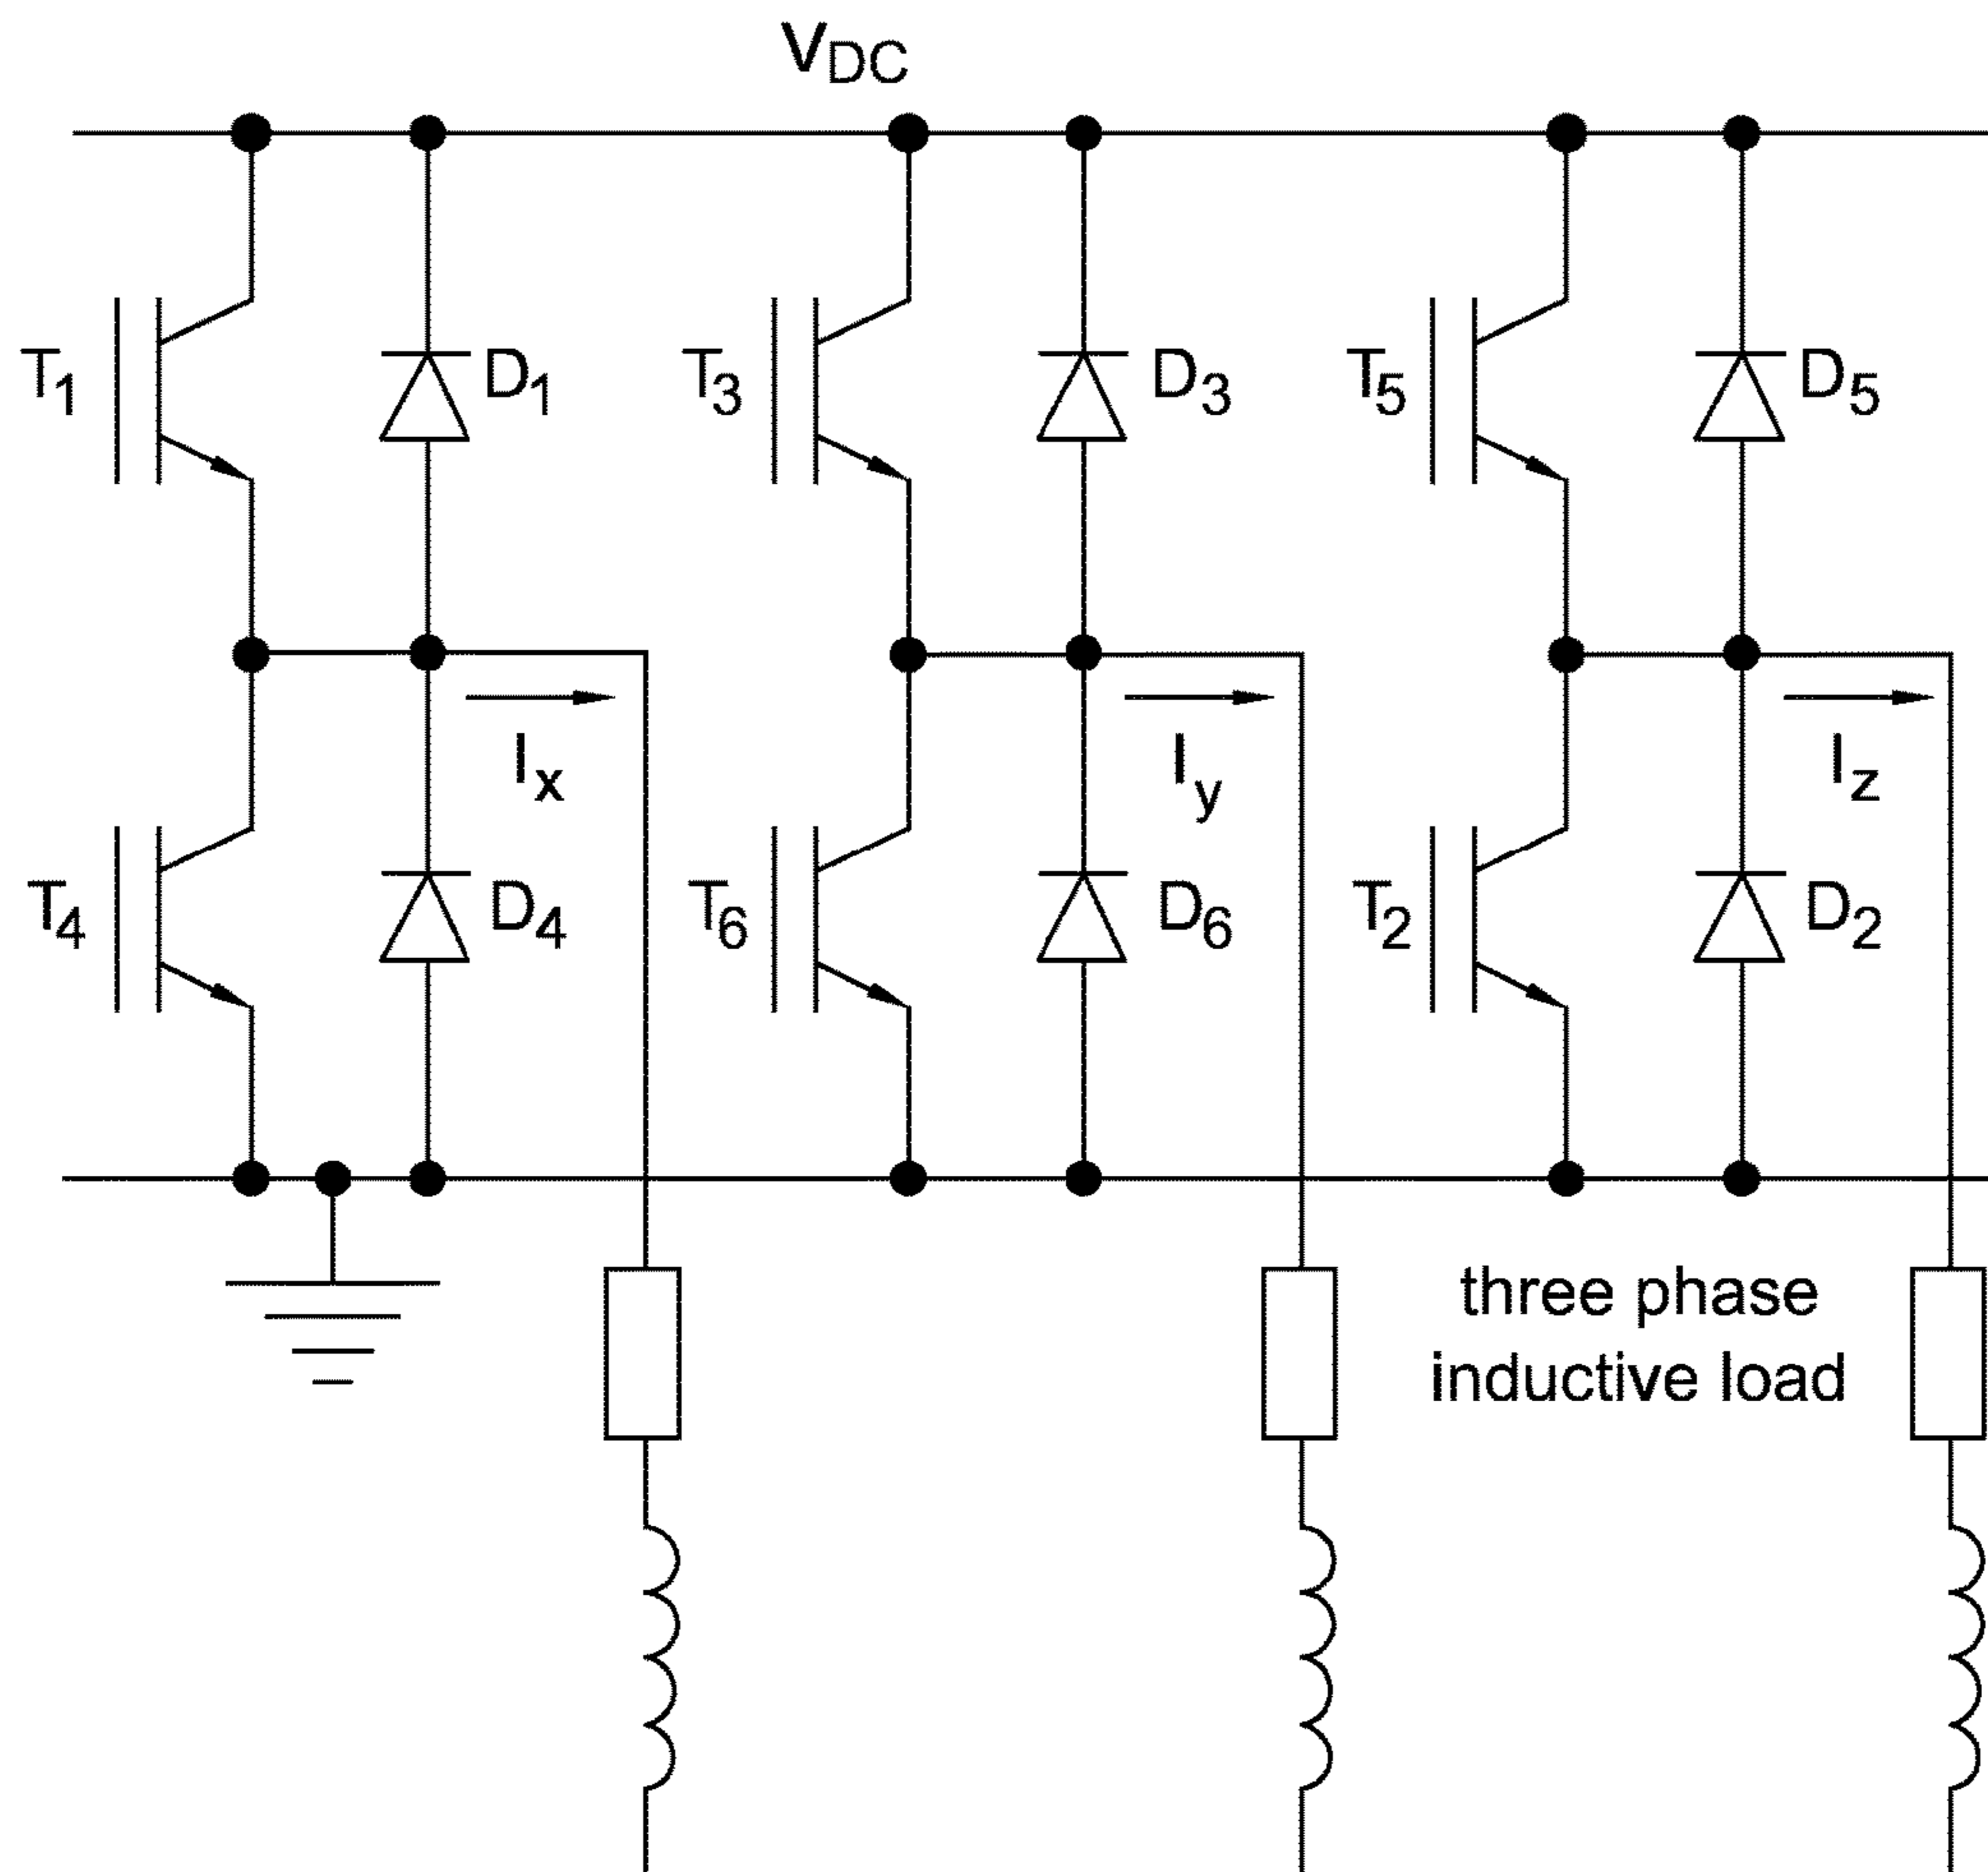 VDC
T1 D1 T3 D3 T5 D5
Ix Iy Iz
T4 D4 T6 D6 T2 D2
three phase
inductive load